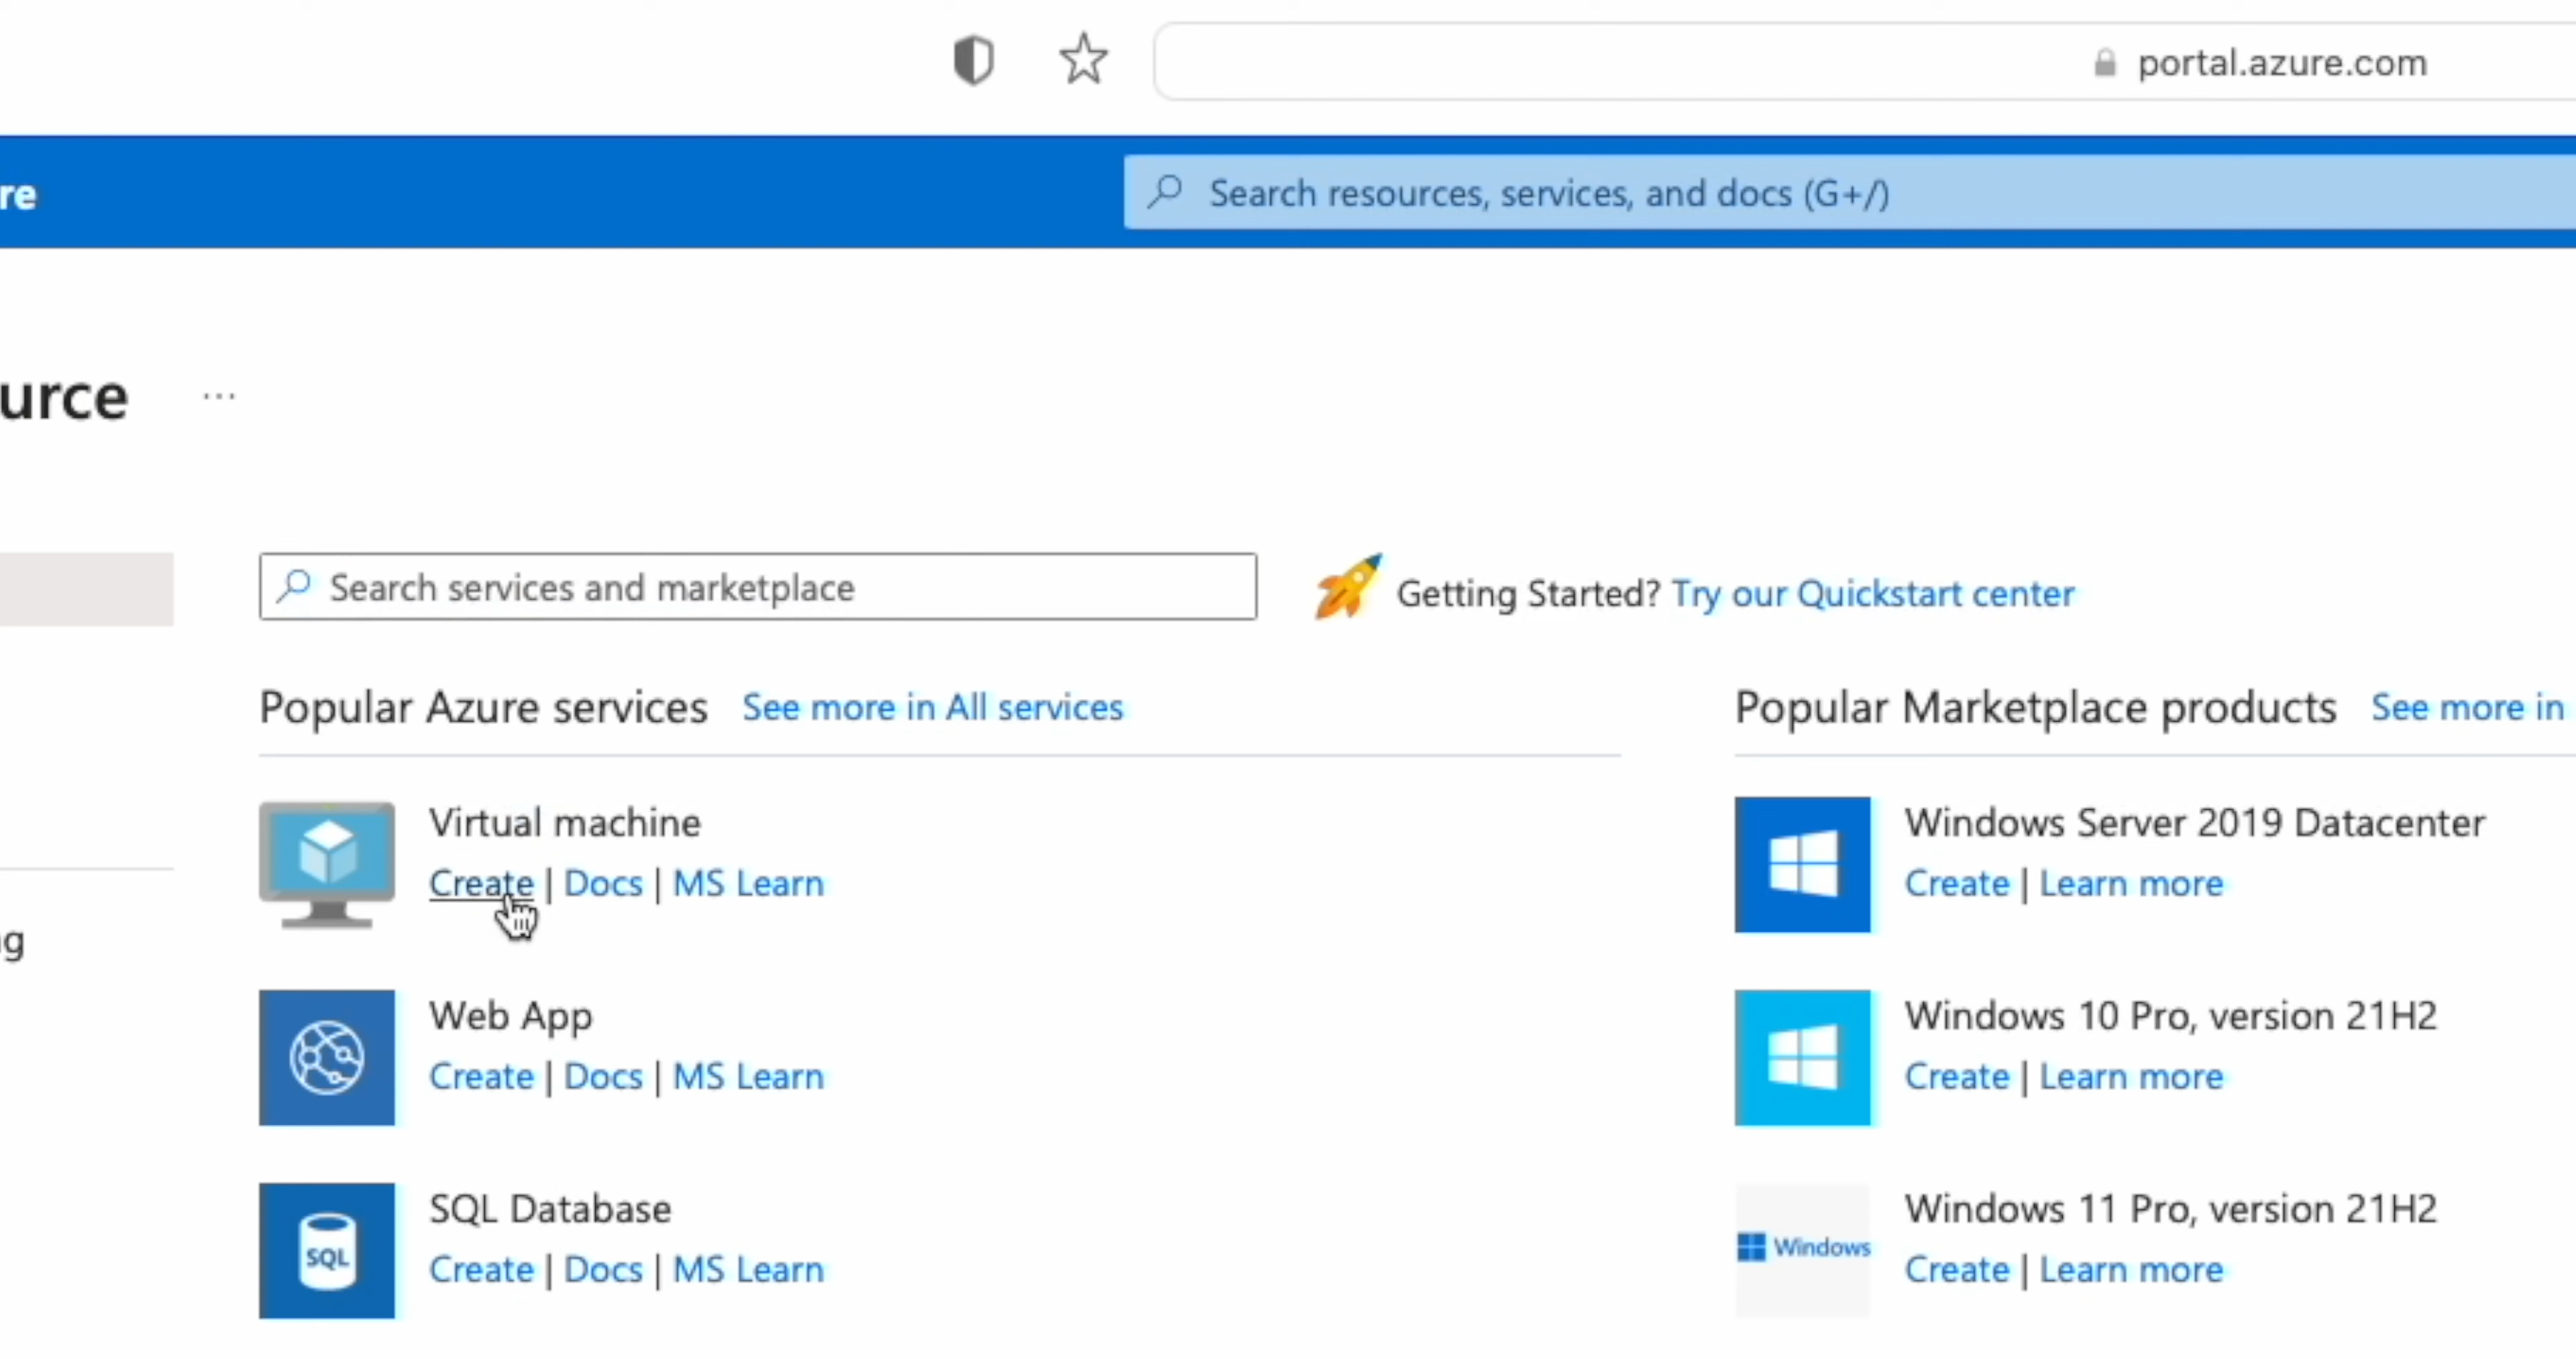 portal.azure.com
re
Search resources, services, and docs (G+/)
urce ...
Search services and marketplace
Getting Started? Try our Quickstart center
Popular Azure services See more in All services
Virtual machine
Create | Docs | MS Learn
Web App
Create | Docs | MS Learn
SQL
SQL Database
Create | Docs | MS Learn
Popular Marketplace products See more in
Windows Server 2019 Datacenter
Create | Learn more
Windows 10 Pro, version 21H2
Create | Learn more
Windows
Windows 11 Pro, version 21H2
Create | Learn more
g